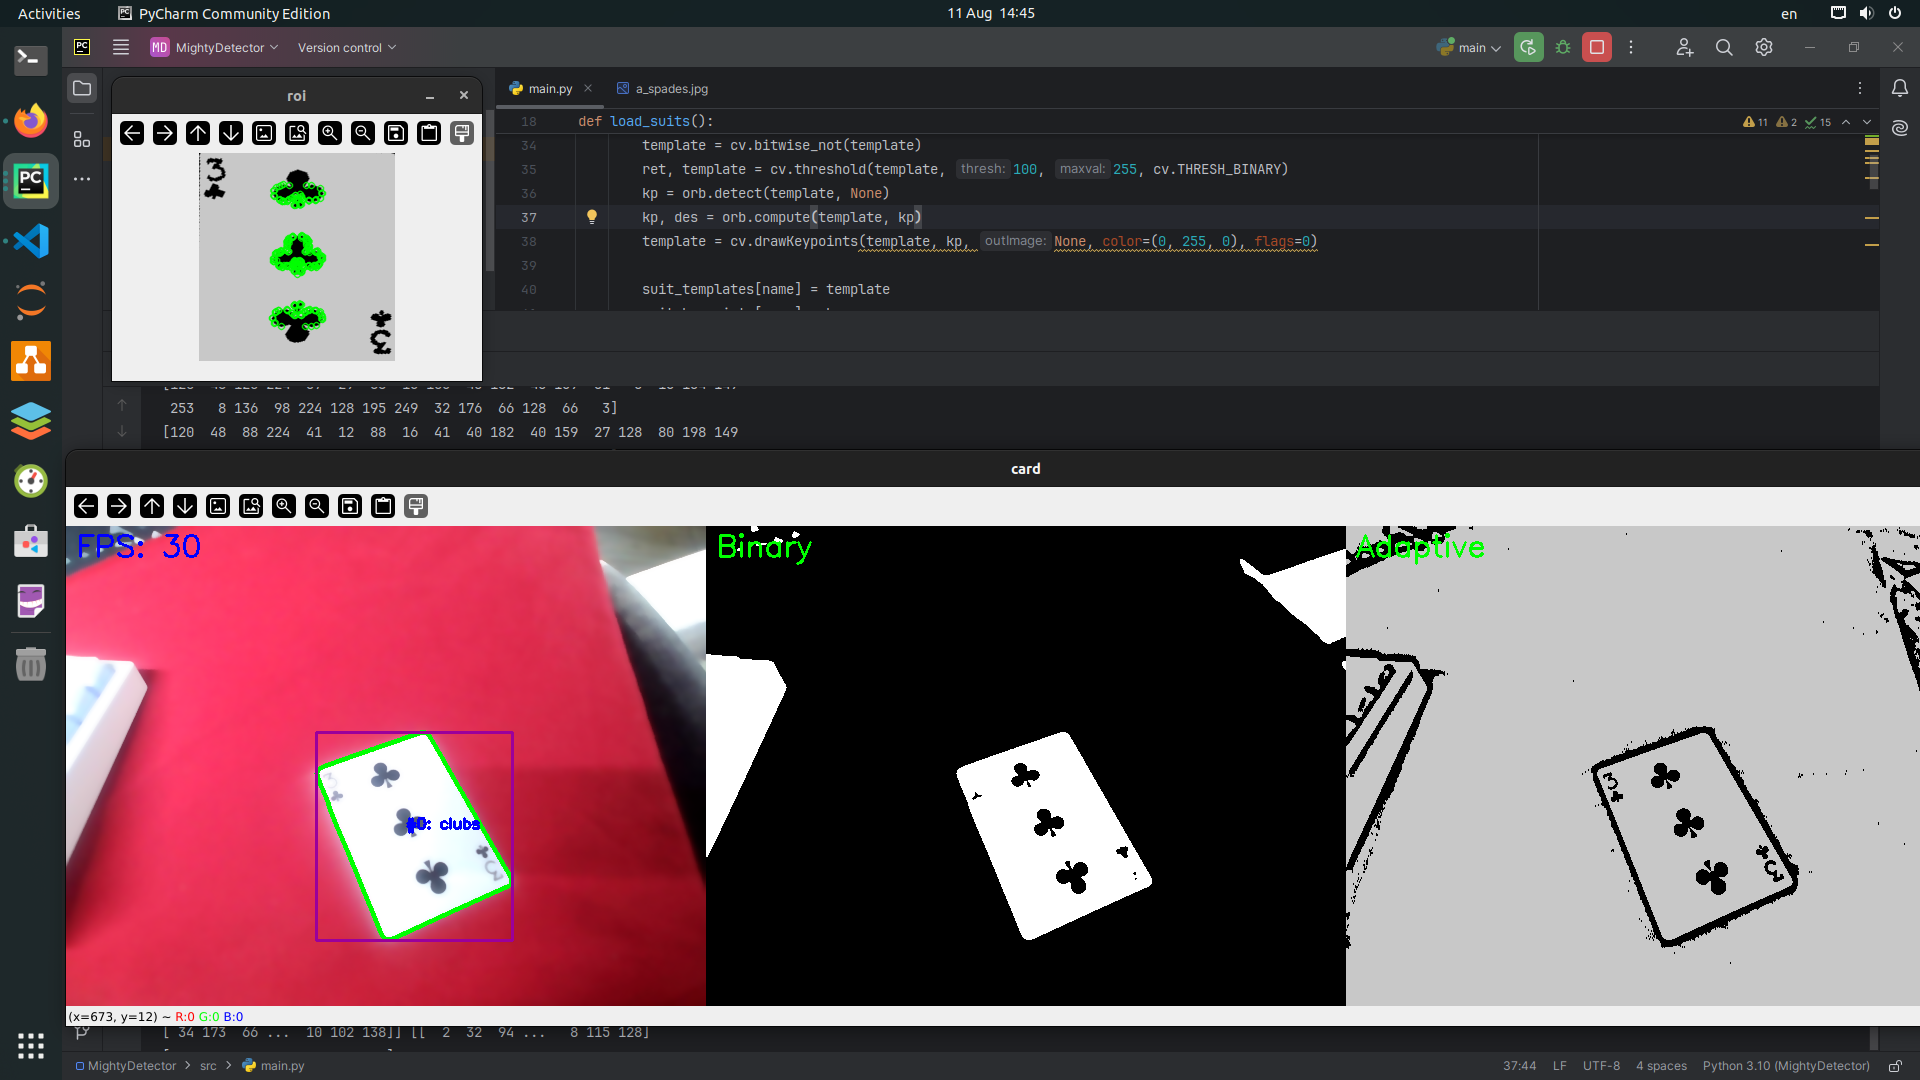 Activities
PyCharm Community Edition
11 Aug 14:45
en
PC
MD MightyDetector
Version control
main
roi
main.py
a_spades.jpg
18 def load_suits():
11 2 15
34 template = cv.bitwise_not(template)
35 ret, template = cv.threshold(template, thresh: 100, maxval: 255, cv.THRESH_BINARY)
36 kp = orb.detect(template, None)
37 kp, des = orb.compute(template, kp)
38 template = cv.drawKeypoints(template, kp, outImage: None, color=(0, 255, 0), flags=0)
39
40 suit_templates[name] = template
3
3
253 8 136 98 224 128 195 249 32 176 66 128 66 3]
[120 48 88 224 41 12 88 16 41 40 182 40 159 27 128 80 198 149
card
FPS: 30
Binary
Adaptive
3
3
: clubs
3
3
(x=673, y=12) ~ R:0 G:0 B:0
[ 34 173 66 ... 10 102 138]] [[ 2 32 94 ... 8 115 128]
MightyDetector > src > main.py
37:44 LF UTF-8 4 spaces Python 3.10 (MightyDetector)